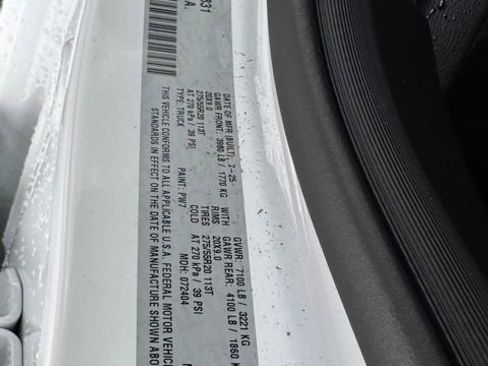 931
A.
DATE OF MFR (BUILT). 7-25 GVWR: 7100 LB / 3221 KG
GAWR FRONT: 3900 LB / 1770 KG WITH GAWR REAR: 4100 LB / 1860 K
20X9.0 RIMS 20X9.0
275/55R20 113T TIRES 275/55R20 113T
AT 270 kPa / 39 PSI COLD AT 270 kPa / 39 PSI
TYPE: TRUCK PAINT: PW7 MDH: 072404
THIS VEHICLE CONFORMS TO ALL APPLICABLE U.S.A. FEDERAL MOTOR VEHIC
STANDARDS IN EFFECT ON THE DATE OF MANUFACTURE SHOWN ABO